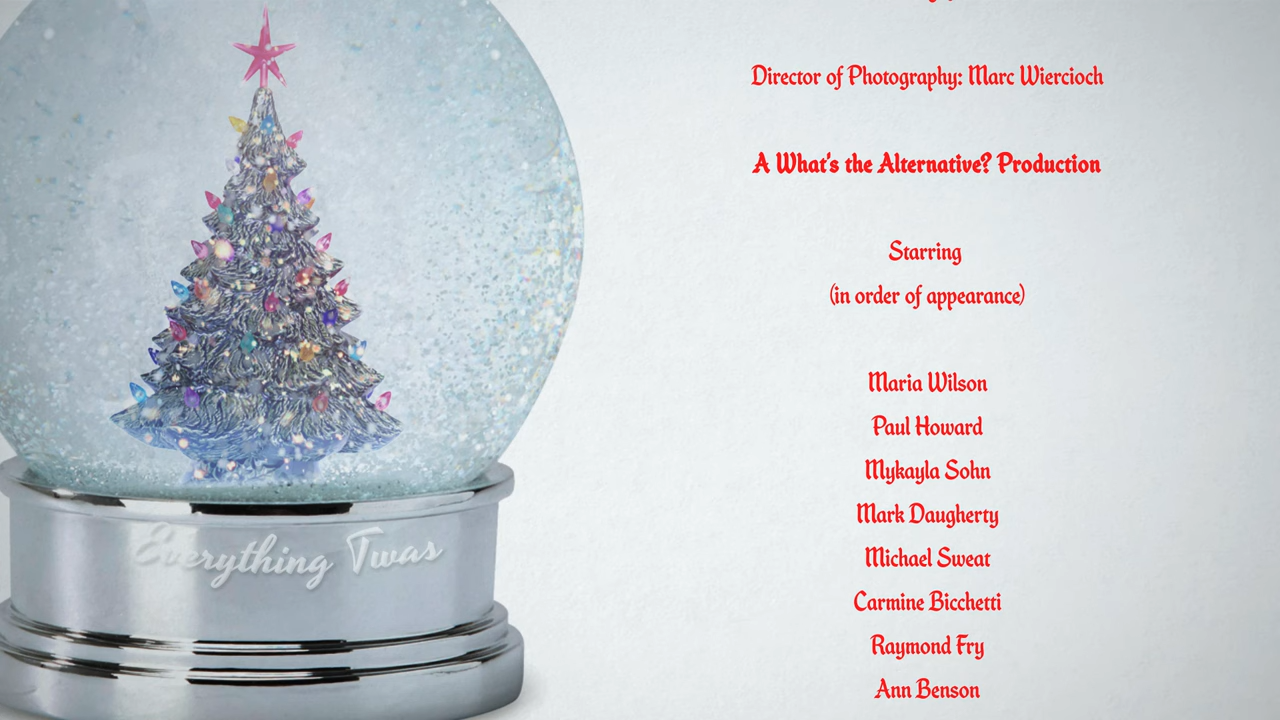 Director of Photography: Marc Wiercioch
A What's the Alternative? Production
Starring
(in order of appearance)
Maria Wilson
Paul Howard
Mykayla Sohn
Mark Daugherty
Michael Sweat
Carmine Bicchetti
Raymond Fry
Ann Benson
Everything Twas